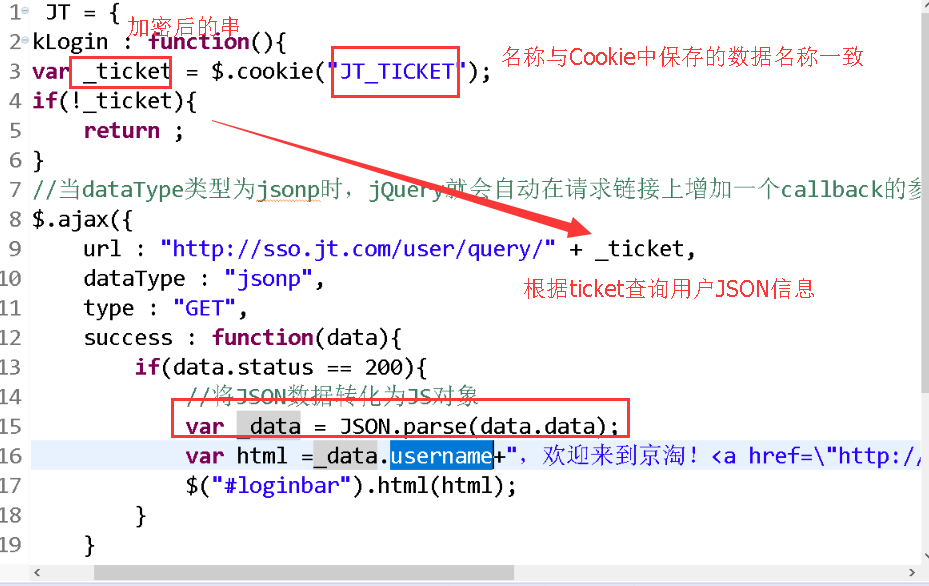 1 JT = {
加密后的串
2 kLogin : function(){
3 var _ticket = $.cookie("JT_TICKET");
名称与Cookie中保存的数据名称一致
4 if(!_ticket){
5 return ;
6 }
7 //当dataType类型为jsonp时，jQuery就会自动在请求链接上增加一个callback的参
8 $.ajax({
9 url : "http://sso.jt.com/user/query/" + _ticket,
10 dataType : "jsonp",
根据ticket查询用户JSON信息
11 type : "GET",
12 success : function(data){
13 if(data.status == 200){
14 //将JSON数据转化为JS对象
15 var _data = JSON.parse(data.data);
16 var html =_data.username+"，欢迎来到京淘！<a href=\"http://
17 $("#loginbar").html(html);
18 }
19 }